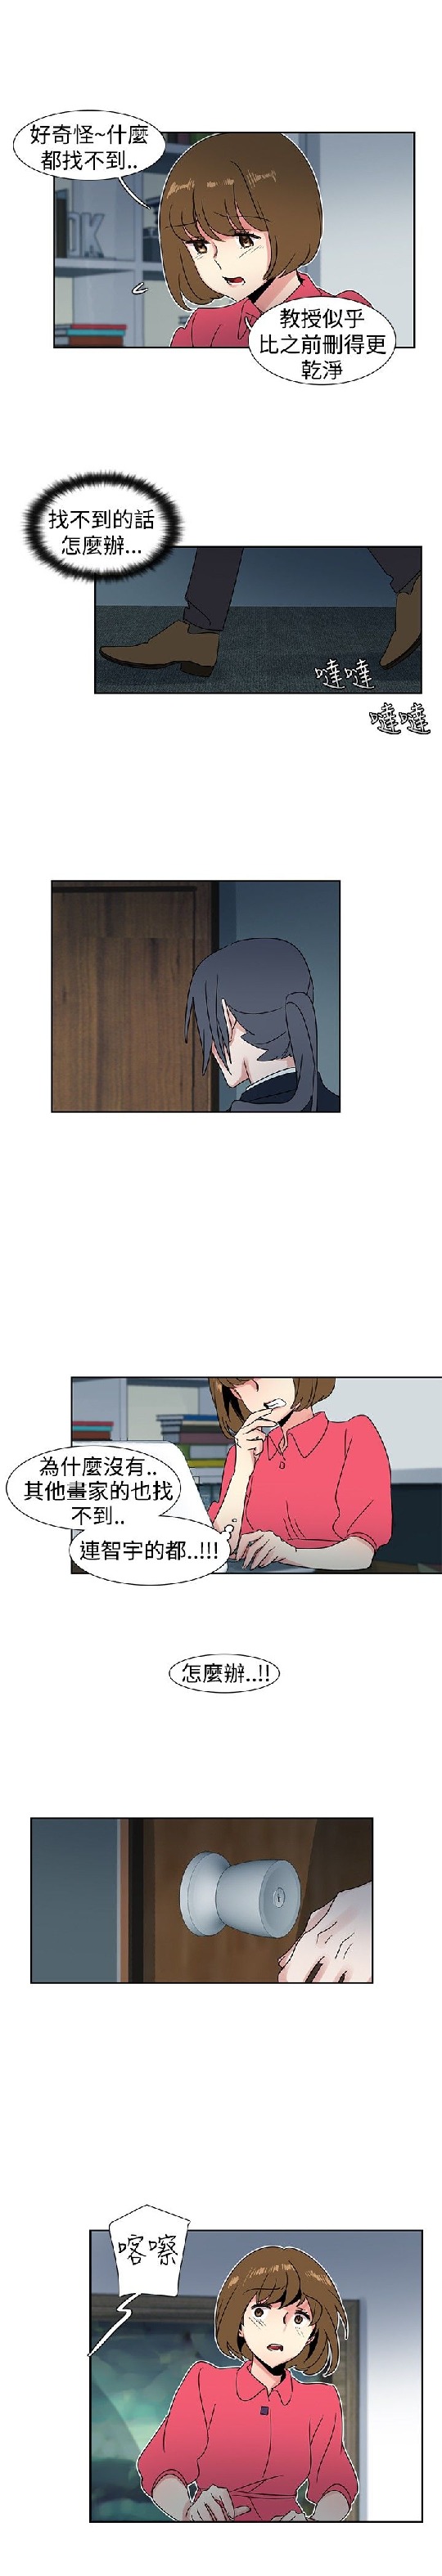 好奇怪~什麼
都找不到..
教授似乎
比之前刪得更
乾淨
找不到的話
怎麼辦...
噠噠
噠噠
為什麼沒有..
其他畫家的也找
不到..
連智宇的都..!!!
怎麼辦..!!
喀嚓